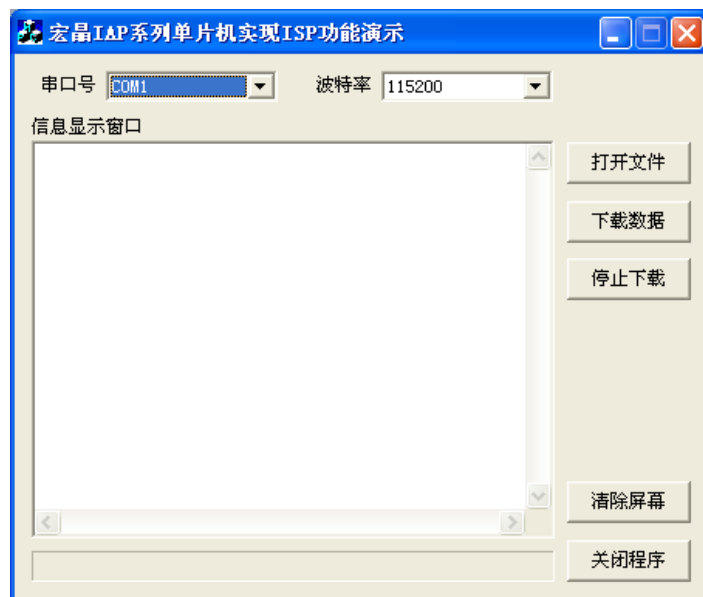 宏晶IAP系列单片机实现ISP功能演示
串口号 COM1 波特率 115200
信息显示窗口
打开文件
下载数据
停止下载
清除屏幕
关闭程序